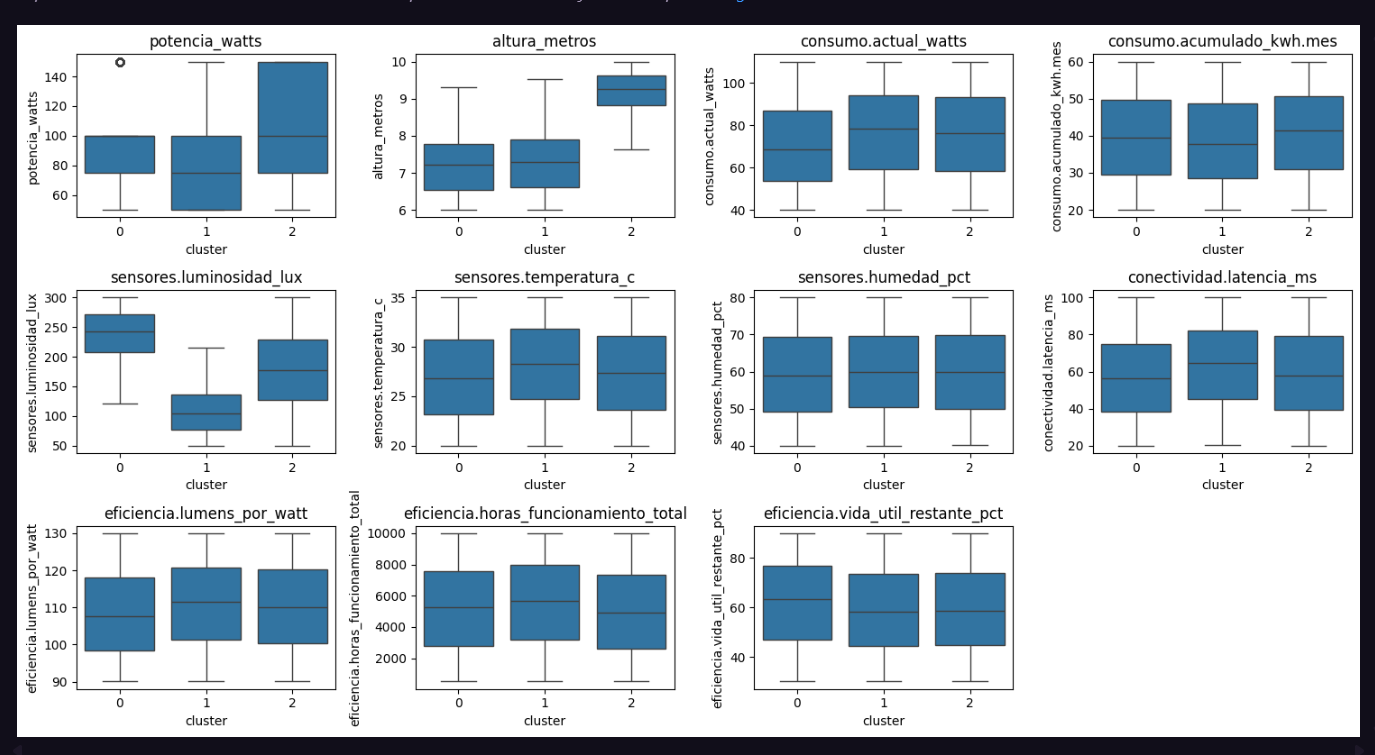 potencia_watts
potencia_watts
140
120
100
80
60
0 1 2
cluster
altura_metros
altura_metros
10
9
8
7
6
0 1 2
cluster
consumo.actual_watts
consumo.actual_watts
100
80
60
40
0 1 2
cluster
consumo.acumulado_kwh.mes
consumo.acumulado_kwh.mes
60
50
40
30
20
0 1 2
cluster
sensores.luminosidad_lux
sensores.luminosidad_lux
300
250
200
150
100
50
0 1 2
cluster
sensores.temperatura_c
sensores.temperatura_c
35
30
25
20
0 1 2
cluster
sensores.humedad_pct
sensores.humedad_pct
80
70
60
50
40
0 1 2
cluster
conectividad.latencia_ms
conectividad.latencia_ms
100
80
60
40
20
0 1 2
cluster
eficiencia.lumens_por_watt
eficiencia.lumens_por_watt
130
120
110
100
90
0 1 2
cluster
eficiencia.horas_funcionamiento_total
eficiencia.horas_funcionamiento_total
10000
8000
6000
4000
2000
0 1 2
cluster
eficiencia.vida_util_restante_pct
eficiencia.vida_util_restante_pct
80
60
40
0 1 2
cluster